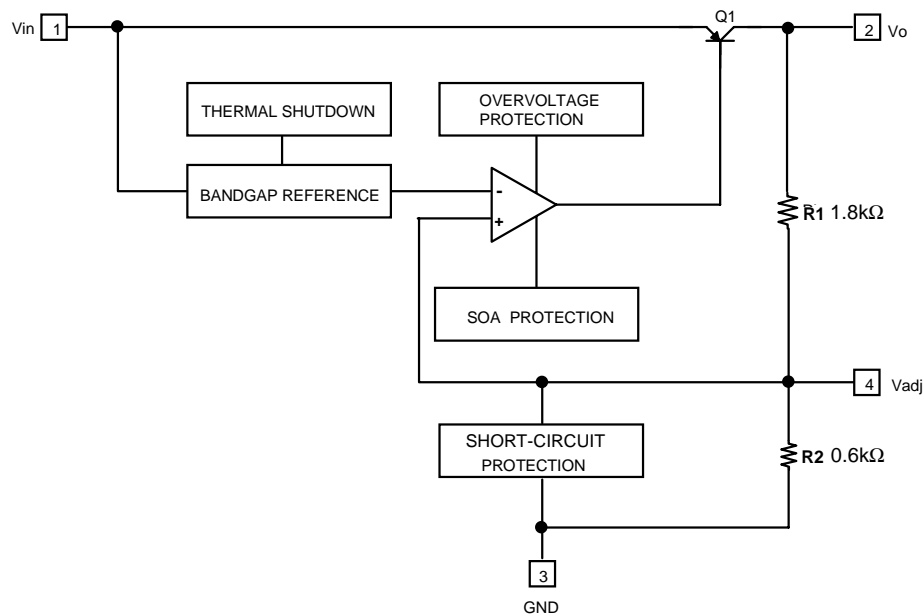 Q1
Vin 1
2 Vo
THERMAL SHUTDOWN
OVERVOLTAGE
PROTECTION
BANDGAP REFERENCE
-
+
R1 1.8kΩ
SOA PROTECTION
4 Vadj
SHORT-CIRCUIT
PROTECTION
R2 0.6kΩ
3
GND